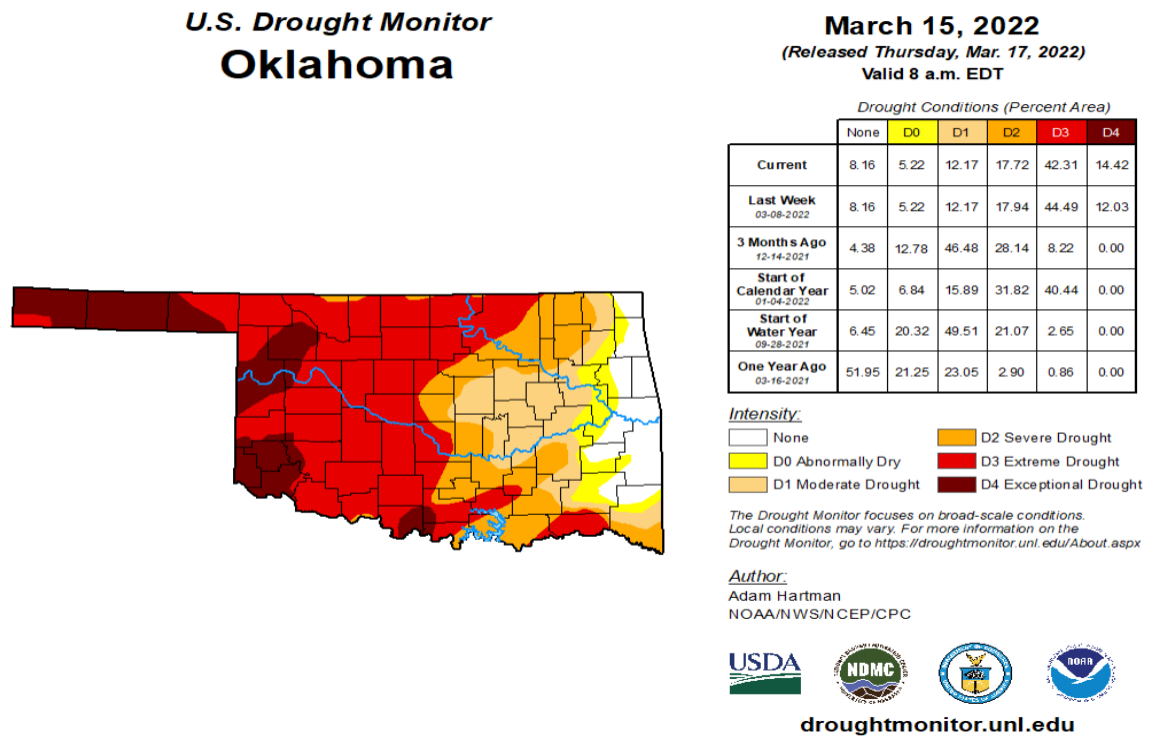 U.S. Drought Monitor
Oklahoma
March 15, 2022
(Released Thursday, Mar. 17, 2022)
Valid 8 a.m. EDT
Drought Conditions (Percent Area)
None D0 D1 D2 D3 D4
Current 8.16 5.22 12.17 17.72 42.31 14.42
Last Week 8.16 5.22 12.17 17.94 44.49 12.03
03-08-2022
3 Months Ago 4.38 12.78 46.48 28.14 8.22 0.00
12-14-2021
Start of
Calendar Year 5.02 6.84 15.89 31.82 40.44 0.00
01-04-2022
Start of
Water Year 6.45 20.32 49.51 21.07 2.65 0.00
09-28-2021
One Year Ago 51.95 21.25 23.05 2.90 0.86 0.00
03-16-2021
Intensity:
None
D0 Abnormally Dry
D1 Moderate Drought
D2 Severe Drought
D3 Extreme Drought
D4 Exceptional Drought
The Drought Monitor focuses on broad-scale conditions.
Local conditions may vary. For more information on the
Drought Monitor, go to https://droughtmonitor.unl.edu/About.aspx
Author:
Adam Hartman
NOAA/NWS/NCEP/CPC
USDA
NDMC
NOAA
droughtmonitor.unl.edu